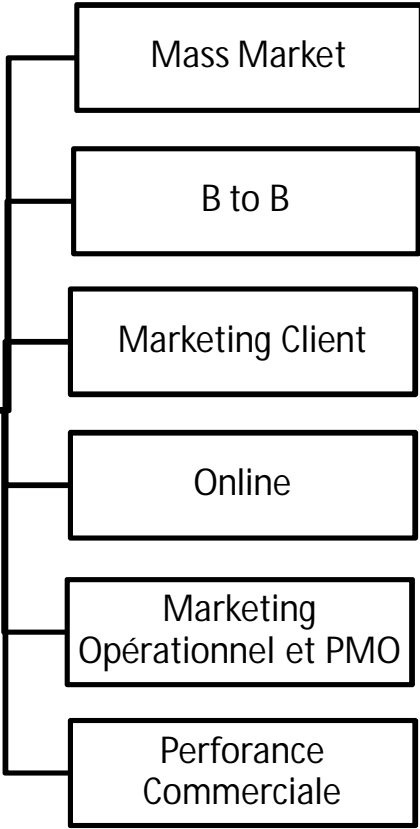 Mass Market
B to B
Marketing Client
Online
Marketing
Opérationnel et PMO
Perforance
Commerciale